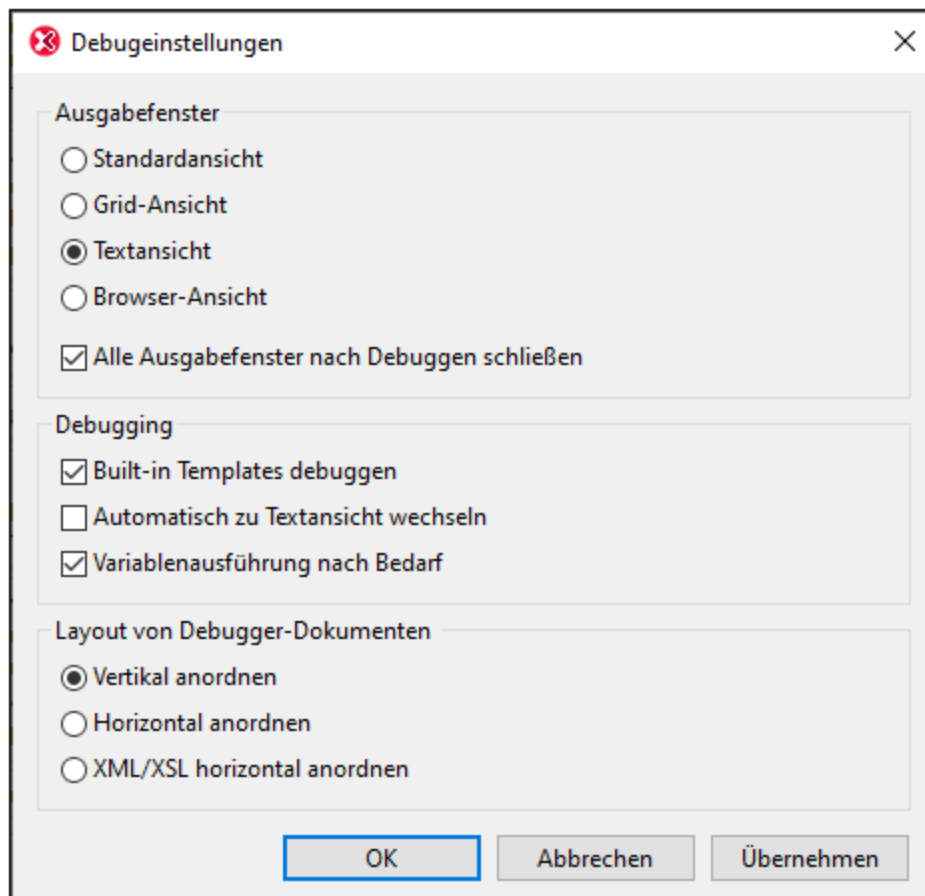 Debugeinstellungen
Ausgabefenster
Standardansicht
Grid-Ansicht
Textansicht
Browser-Ansicht
Alle Ausgabefenster nach Debuggen schließen
Debugging
Built-in Templates debuggen
Automatisch zu Textansicht wechseln
Variablenausführung nach Bedarf
Layout von Debugger-Dokumenten
Vertikal anordnen
Horizontal anordnen
XML/XSL horizontal anordnen
OK Abbrechen Übernehmen